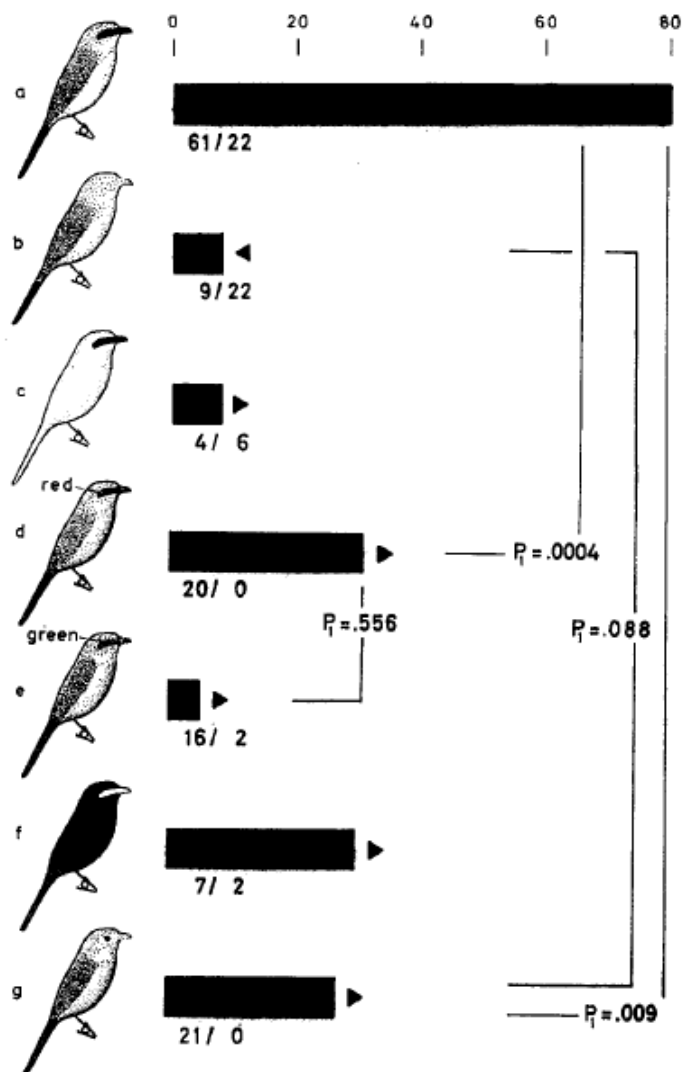 0 20 40 60 80
a
61/22
b
9/22
c
4/ 6
red
d
P₁=.0004
20/ 0
P₁=.556
P₁=.088
green
e
16/ 2
f
7/ 2
g
P₁=.009
21/ 0